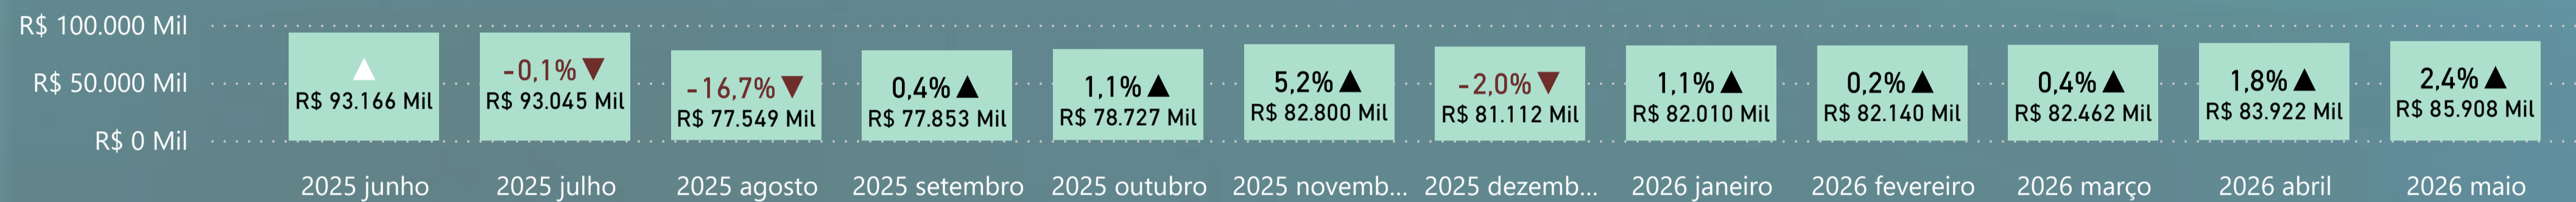 R$ 100.000 Mil
R$ 50.000 Mil
R$ 0 Mil
▲
R$ 93.166 Mil
-0,1% ▼
R$ 93.045 Mil
-16,7% ▼
R$ 77.549 Mil
0,4% ▲
R$ 77.853 Mil
1,1% ▲
R$ 78.727 Mil
5,2% ▲
R$ 82.800 Mil
-2,0% ▼
R$ 81.112 Mil
1,1% ▲
R$ 82.010 Mil
0,2% ▲
R$ 82.140 Mil
0,4% ▲
R$ 82.462 Mil
1,8% ▲
R$ 83.922 Mil
2,4% ▲
R$ 85.908 Mil
2025 junho
2025 julho
2025 agosto
2025 setembro
2025 outubro
2025 novemb...
2025 dezemb...
2026 janeiro
2026 fevereiro
2026 março
2026 abril
2026 maio